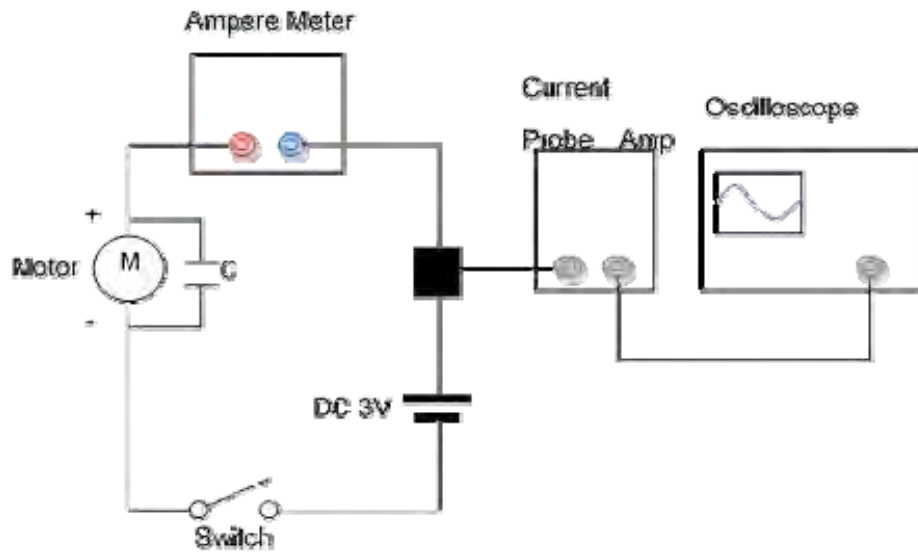 Ampere Meter
Current
Probe Amp
Oscilloscope
+
Motor
M
C
-
DC 3V
Switch